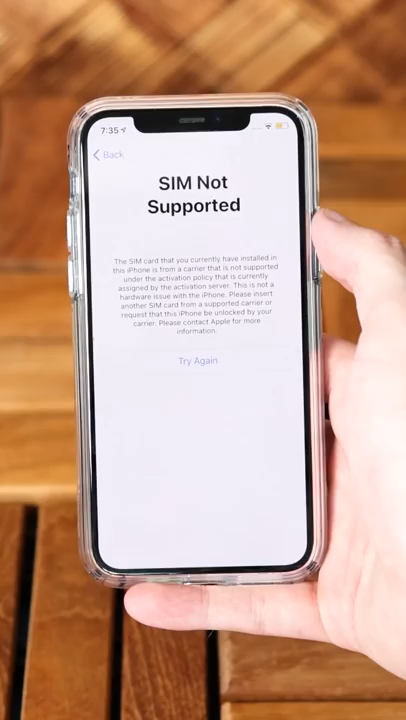 7:35
Back
SIM Not
Supported
The SIM card that you currently have installed in
this iPhone is from a carrier that is not supported
under the activation policy that is currently
assigned by the activation server. This is not a
hardware issue with the iPhone. Please insert
another SIM card from a supported carrier or
request that this iPhone be unlocked by your
carrier. Please contact Apple for more
information.
Try Again